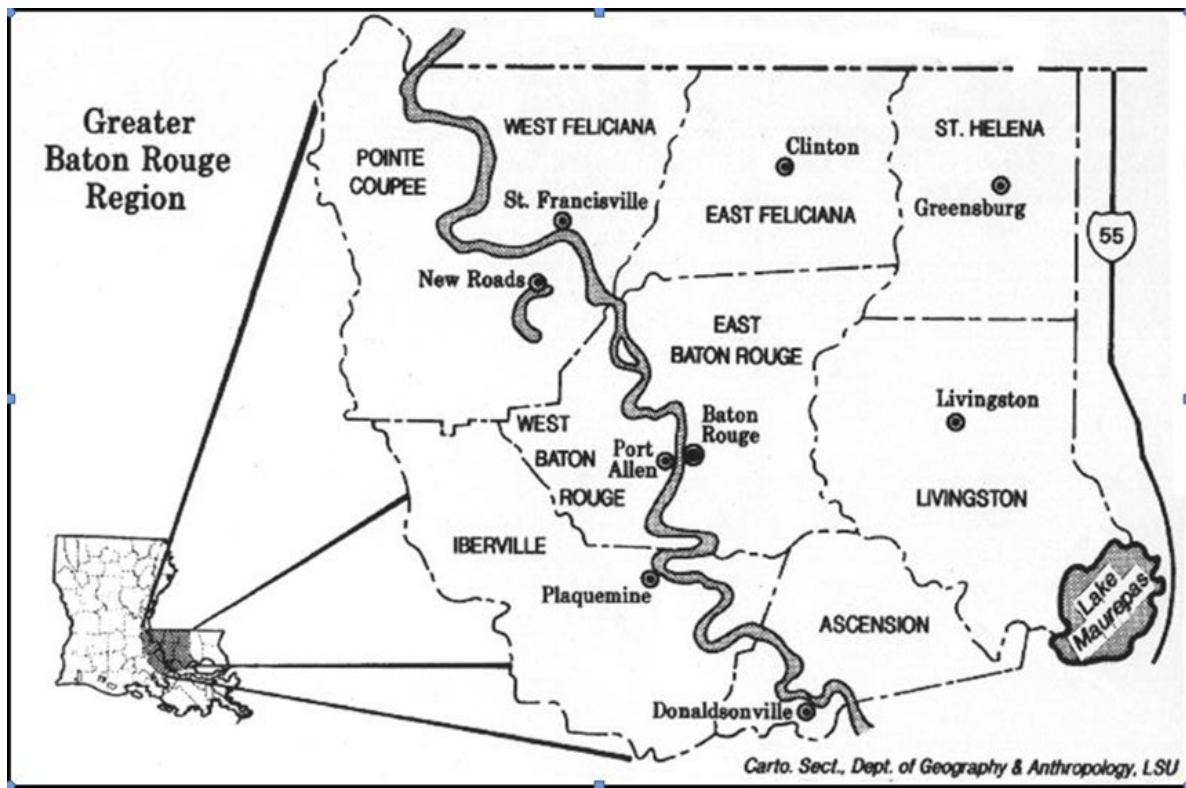 Greater
Baton Rouge
Region
POINTE
COUPEE
WEST FELICIANA
St. Francisville
New Roads
Clinton
EAST FELICIANA
ST. HELENA
Greensburg
55
EAST
BATON ROUGE
WEST
BATON
ROUGE
Port
Allen
Baton
Rouge
Livingston
LIVINGSTON
IBERVILLE
Plaquemine
ASCENSION
Lake
Maurepas
Donaldsonville
Carto. Sect., Dept. of Geography & Anthropology, LSU